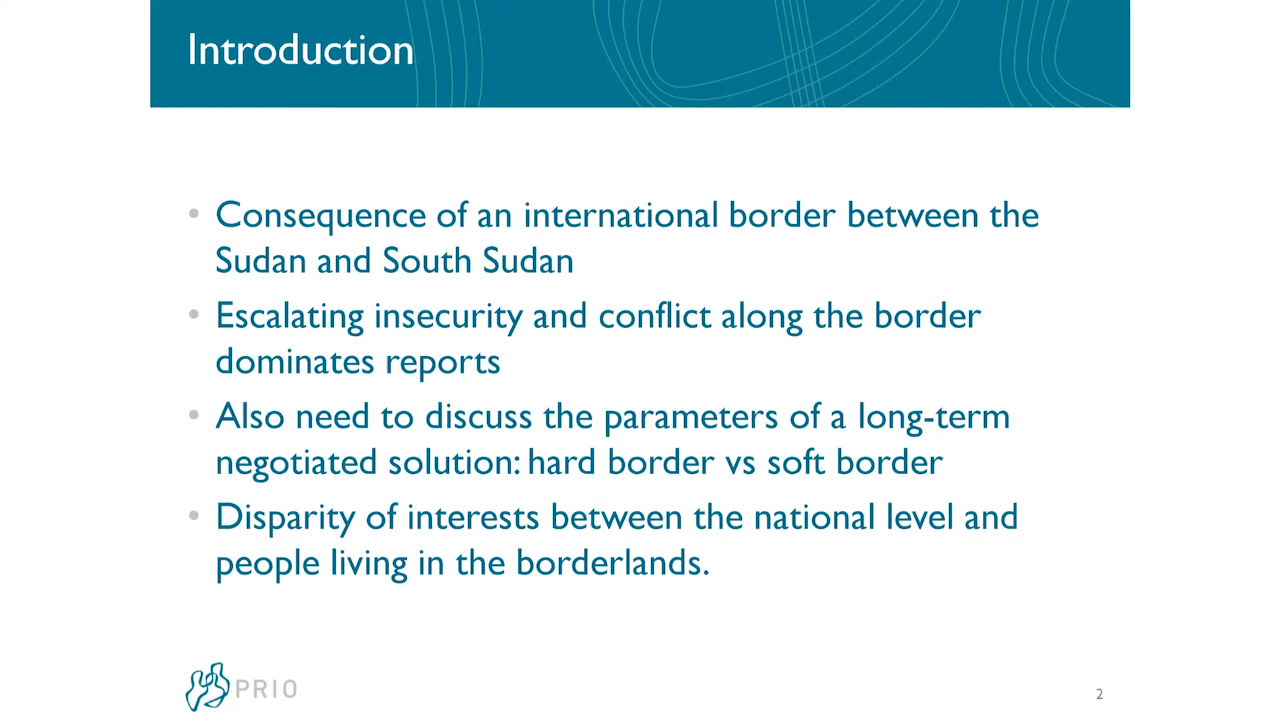 Introduction
• Consequence of an international border between the
Sudan and South Sudan
• Escalating insecurity and conflict along the border
dominates reports
• Also need to discuss the parameters of a long-term
negotiated solution: hard border vs soft border
• Disparity of interests between the national level and
people living in the borderlands.
PRIO
2